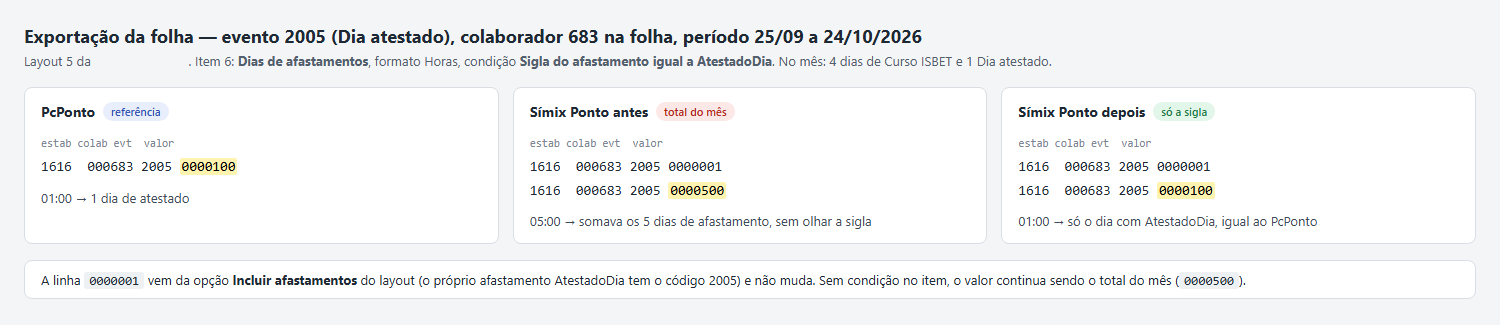 Exportação da folha — evento 2005 (Dia atestado), colaborador 683 na folha, período 25/09 a 24/10/2026
Layout 5 da . Item 6: Dias de afastamentos, formato Horas, condição Sigla do afastamento igual a AtestadoDia. No mês: 4 dias de Curso ISBET e 1 Dia atestado.
PcPonto referência
estab colab evt valor
1616 000683 2005 0000100
01:00 → 1 dia de atestado
Símix Ponto antes total do mês
estab colab evt valor
1616 000683 2005 0000001
1616 000683 2005 0000500
05:00 → somava os 5 dias de afastamento, sem olhar a sigla
Símix Ponto depois só a sigla
estab colab evt valor
1616 000683 2005 0000001
1616 000683 2005 0000100
01:00 → só o dia com AtestadoDia, igual ao PcPonto
A linha 0000001 vem da opção Incluir afastamentos do layout (o próprio afastamento AtestadoDia tem o código 2005) e não muda. Sem condição no item, o valor continua sendo o total do mês ( 0000500 ).